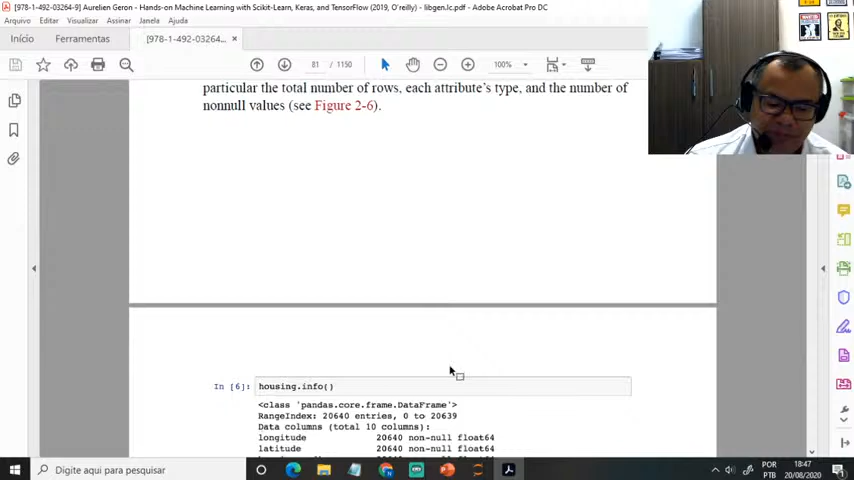 [978-1-492-03264-9] Aurelien Geron - Hands-on Machine Learning with Scikit-Learn, Keras, and TensorFlow (2019, O'reilly) - libgen.lc.pdf - Adobe Acrobat Pro DC
Arquivo Editar Visualizar Assinar Janela Ajuda
Início Ferramentas [978-1-492-03264... ×
81 / 1150 100%
particular the total number of rows, each attribute's type, and the number of
nonnull values (see Figure 2-6).
In [6]: housing.info()
<class 'pandas.core.frame.DataFrame'>
RangeIndex: 20640 entries, 0 to 20639
Data columns (total 10 columns):
longitude 20640 non-null float64
latitude 20640 non-null float64
Digite aqui para pesquisar
POR 18:47
PTB 20/08/2020